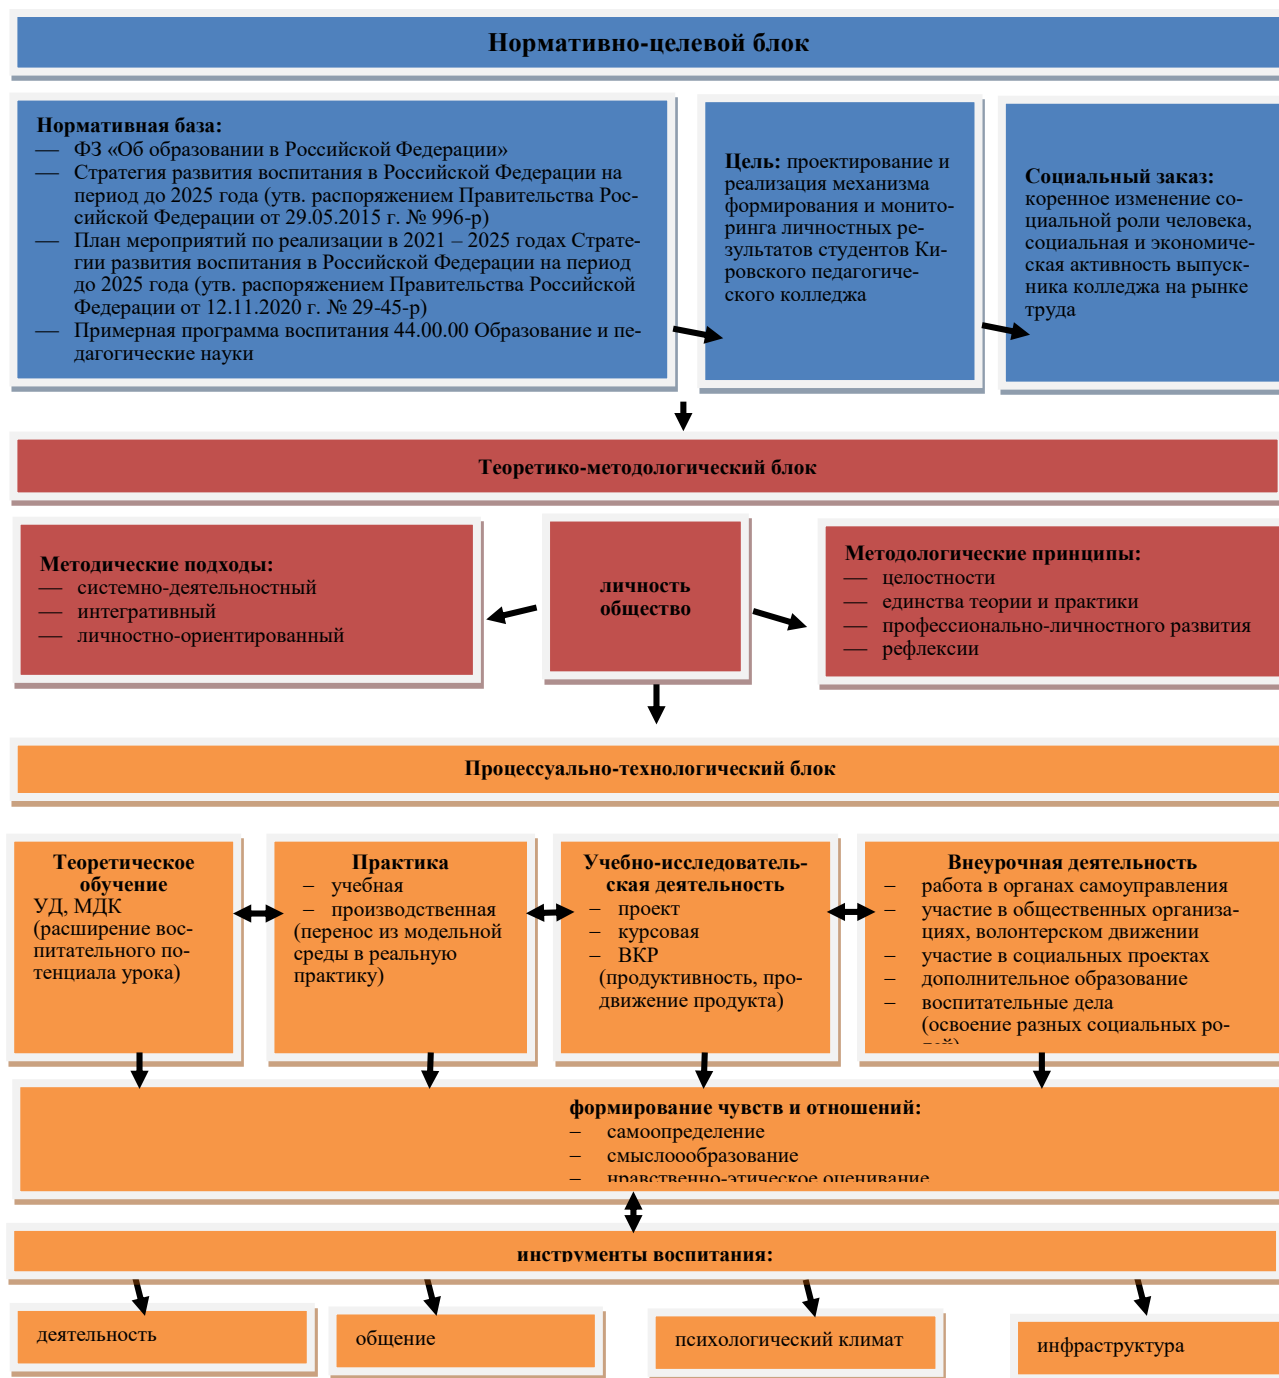 Нормативно-целевой блок
Нормативная база:
— ФЗ «Об образовании в Российской Федерации»
— Стратегия развития воспитания в Российской Федерации на
период до 2025 года (утв. распоряжением Правительства Рос-
сийской Федерации от 29.05.2015 г. № 996-р)
— План мероприятий по реализации в 2021 – 2025 годах Страте-
гии развития воспитания в Российской Федерации на период
до 2025 года (утв. распоряжением Правительства Российской
Федерации от 12.11.2020 г. № 29-45-р)
— Примерная программа воспитания 44.00.00 Образование и пе-
дагогические науки
Цель: проектирование и
реализация механизма
формирования и монито-
ринга личностных ре-
зультатов студентов Ки-
ровского педагогиче-
ского колледжа
Социальный заказ:
коренное изменение со-
циальной роли человека,
социальная и экономиче-
ская активность выпуск-
ника колледжа на рынке
труда
Теоретико-методологический блок
Методические подходы:
— системно-деятельностный
— интегративный
— личностно-ориентированный
личность
общество
Методологические принципы:
— целостности
— единства теории и практики
— профессионально-личностного развития
— рефлексии
Процессуально-технологический блок
Теоретическое
обучение
УД, МДК
(расширение вос-
питательного по-
тенциала урока)
Практика
– учебная
– производственная
(перенос из модельной
среды в реальную
практику)
Учебно-исследователь-
ская деятельность
– проект
– курсовая
– ВКР
(продуктивность, про-
движение продукта)
Внеурочная деятельность
– работа в органах самоуправления
– участие в общественных организа-
циях, волонтерском движении
– участие в социальных проектах
– дополнительное образование
– воспитательные дела
(освоение разных социальных ро-
лей)
формирование чувств и отношений:
– самоопределение
– смыслоообразование
– нравственно-этическое оценивание
инструменты воспитания:
деятельность
общение
психологический климат
инфраструктура